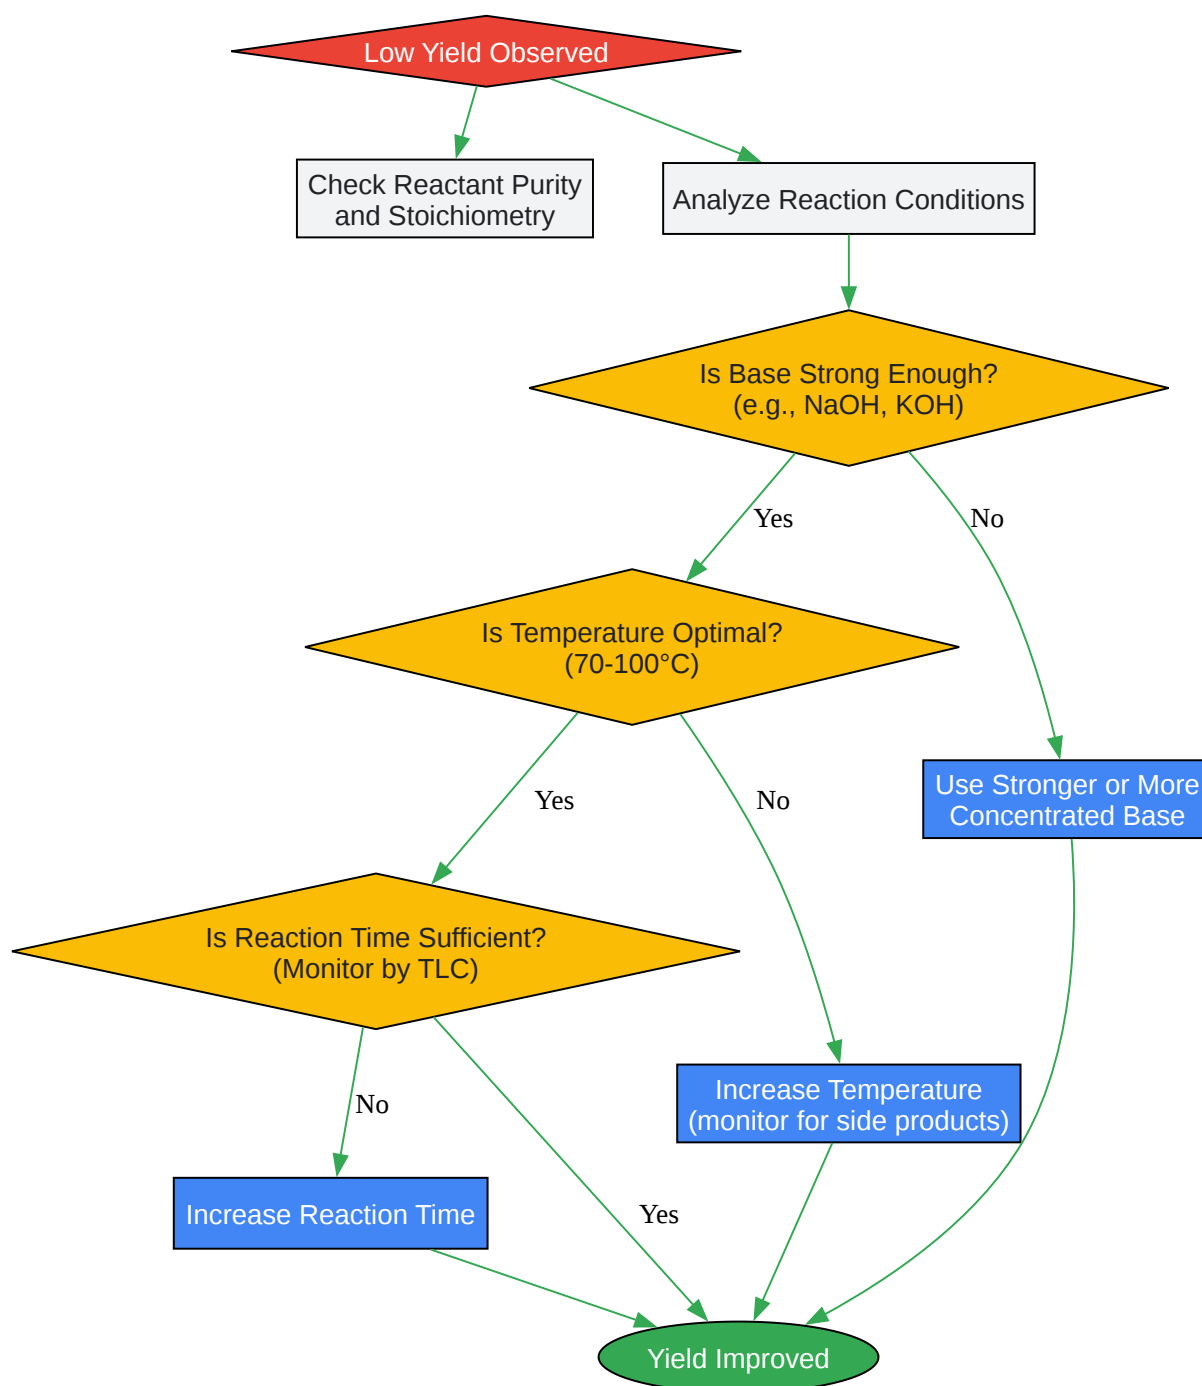 Low Yield Observed
Check Reactant Purity
and Stoichiometry
Analyze Reaction Conditions
Is Base Strong Enough?
(e.g., NaOH, KOH)
Yes
No
Is Temperature Optimal?
(70-100°C)
Yes
No
Use Stronger or More
Concentrated Base
Is Reaction Time Sufficient?
(Monitor by TLC)
No
Yes
Increase Temperature
(monitor for side products)
Increase Reaction Time
Yield Improved